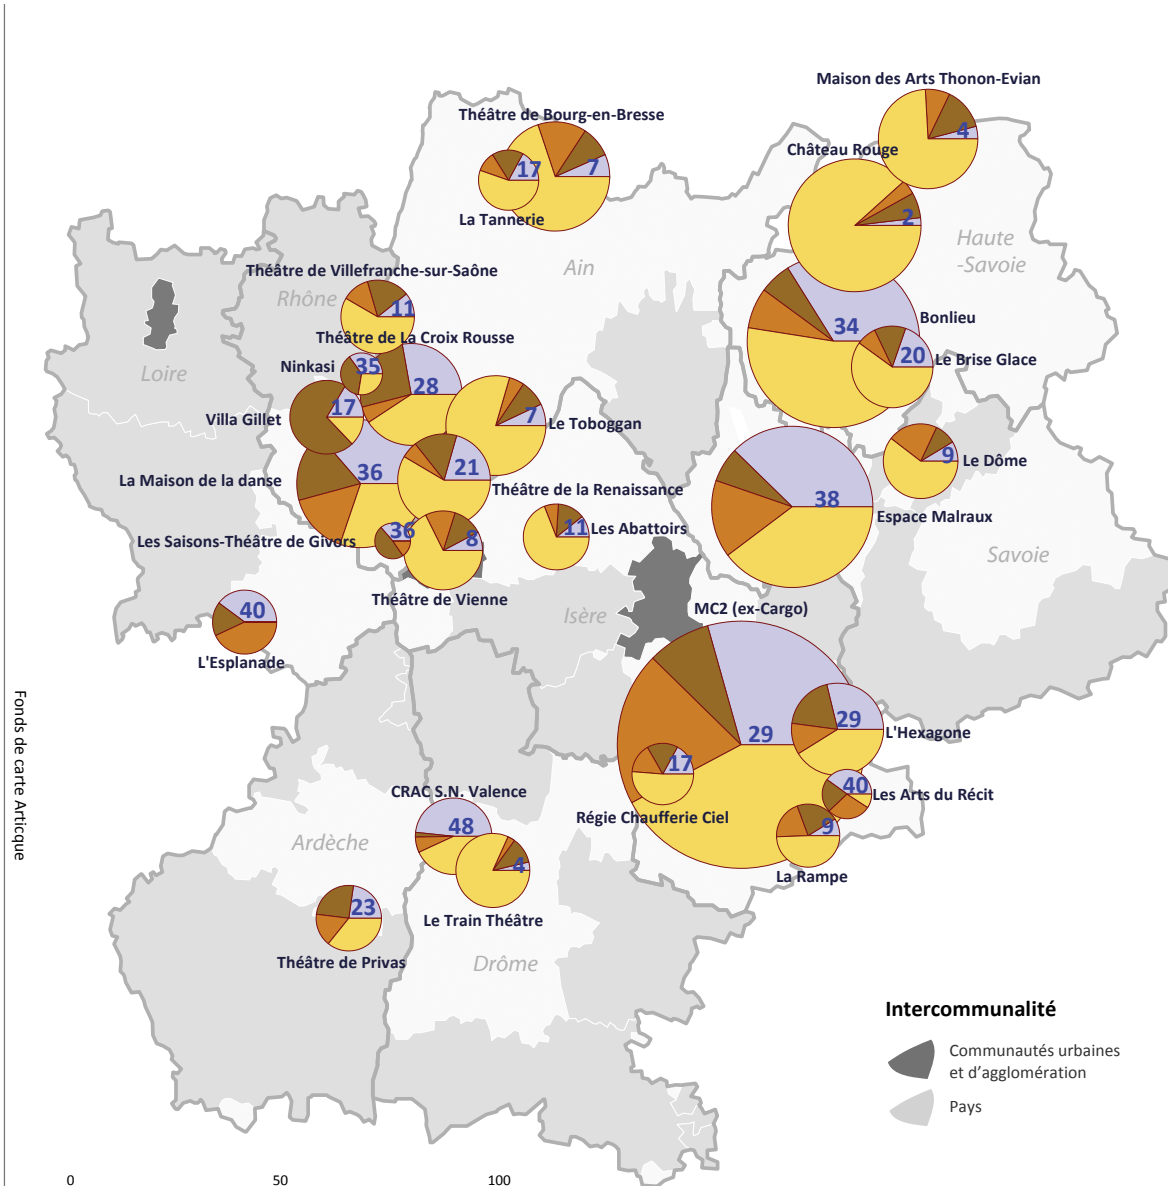 Maison des Arts Thonon-Evian
4
Théâtre de Bourg-en-Bresse
17
7
La Tannerie
Château Rouge
2
Haute
-Savoie
Ain
Théâtre de Villefranche-sur-Saône
Rhône
11
Théâtre de La Croix Rousse
Bonlieu
34
Loire
Ninkasi
35
28
20
Le Brise Glace
Villa Gillet
17
7
Le Toboggan
La Maison de la danse
36
21
9
Le Dôme
Théâtre de la Renaissance
38
Espace Malraux
Les Saisons-Théâtre de Givors
36
8
11
Les Abattoirs
Savoie
Théâtre de Vienne
Isère
MC2 (ex-Cargo)
40
L'Esplanade
29
29
L'Hexagone
17
Régie Chaufferie Ciel
40
Les Arts du Récit
9
La Rampe
CRAC S.N. Valence
48
Ardèche
4
Le Train Théâtre
23
Théâtre de Privas
Drôme
Fonds de carte Articque
Intercommunalité
Communautés urbaines
et d'agglomération
Pays
0
50
100